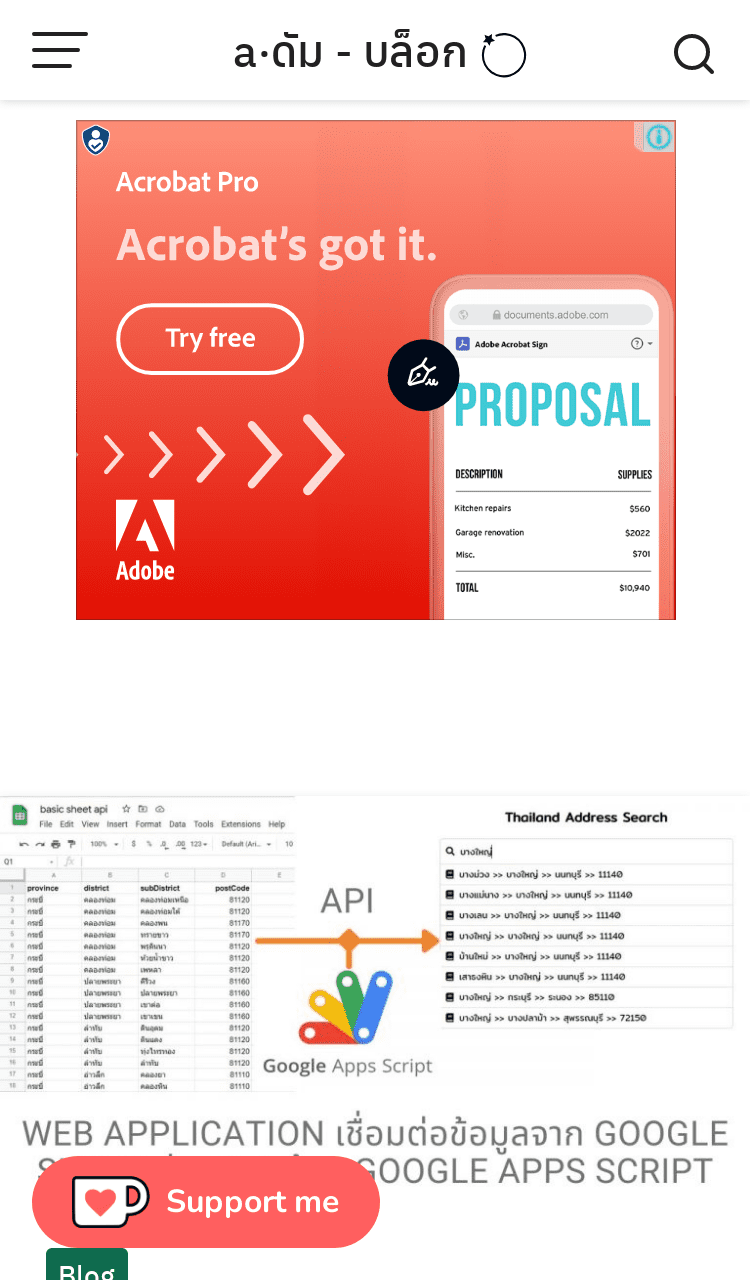 a·ดัม - บล็อก
Acrobat Pro
Acrobat's got it.
Try free
documents.adobe.com
Adobe Acrobat Sign
PROPOSAL
DESCRIPTION SUPPLIES
Kitchen repairs $560
Garage renovation $2022
Misc. $701
TOTAL $10,940
Adobe
basic sheet api
File Edit View Insert Format Data Tools Extensions Help
100% $ % .0 .00 123 Default (Ari... 10
Q1 fx
A B C D E
1 province district subDistrict postCode
2 กระบี่ คลองท่อม คลองท่อมเหนือ 81120
3 กระบี่ คลองท่อม คลองท่อมใต้ 81120
4 กระบี่ คลองท่อม คลองพน 81170
5 กระบี่ คลองท่อม ทรายขาว 81170
6 กระบี่ คลองท่อม พรุดินนา 81120
7 กระบี่ คลองท่อม ห้วยน้ำขาว 81120
8 กระบี่ คลองท่อม เพหลา 81120
9 กระบี่ ปลายพระยา คีรีวง 81160
10 กระบี่ ปลายพระยา ปลายพระยา 81160
11 กระบี่ ปลายพระยา เขาต่อ 81160
12 กระบี่ ปลายพระยา เขาเขน 81160
13 กระบี่ ลำทับ ดินอุดม 81120
14 กระบี่ ลำทับ ดินแดง 81120
15 กระบี่ ลำทับ ทุ่งไทรทอง 81120
16 กระบี่ ลำทับ ลำทับ 81120
17 กระบี่ อ่าวลึก คลองยา 81110
18 กระบี่ อ่าวลึก คลองหิน 81110
API
Google Apps Script
Thailand Address Search
บางใหญ่
บางม่วง >> บางใหญ่ >> นนทบุรี >> 11140
บางแม่นาง >> บางใหญ่ >> นนทบุรี >> 11140
บางเลน >> บางใหญ่ >> นนทบุรี >> 11140
บางใหญ่ >> บางใหญ่ >> นนทบุรี >> 11140
บ้านใหม่ >> บางใหญ่ >> นนทบุรี >> 11140
เสาธงหิน >> บางใหญ่ >> นนทบุรี >> 11140
บางใหญ่ >> กระบุรี >> ระนอง >> 85110
บางใหญ่ >> บางปลาม้า >> สุพรรณบุรี >> 72150
WEB APPLICATION เชื่อมต่อข้อมูลจาก GOOGLE
GOOGLE APPS SCRIPT
Support me
Blog